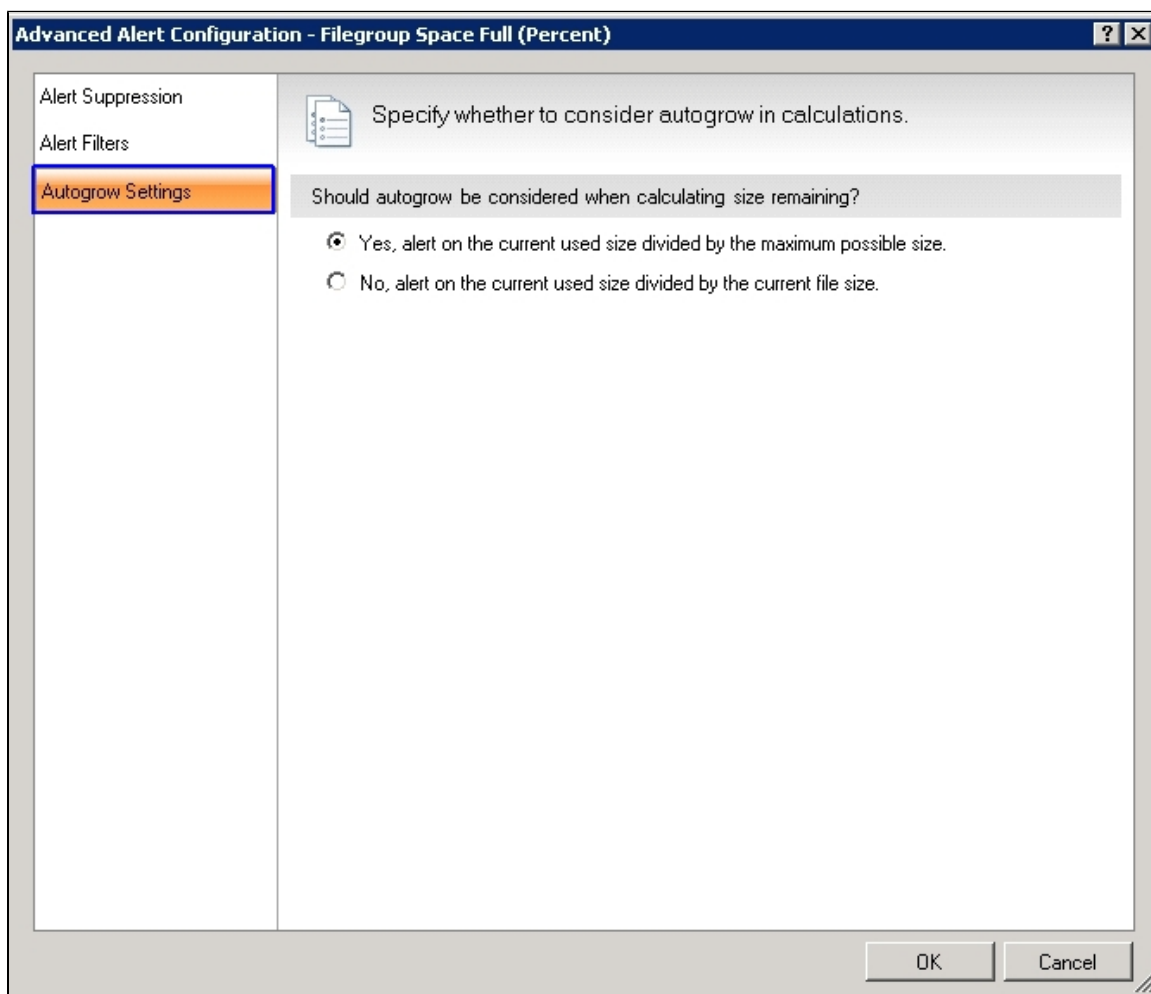 Advanced Alert Configuration - Filegroup Space Full (Percent)
Alert Suppression
Alert Filters
Autogrow Settings
Specify whether to consider autogrow in calculations.
Should autogrow be considered when calculating size remaining?
Yes, alert on the current used size divided by the maximum possible size.
No, alert on the current used size divided by the current file size.
OK
Cancel